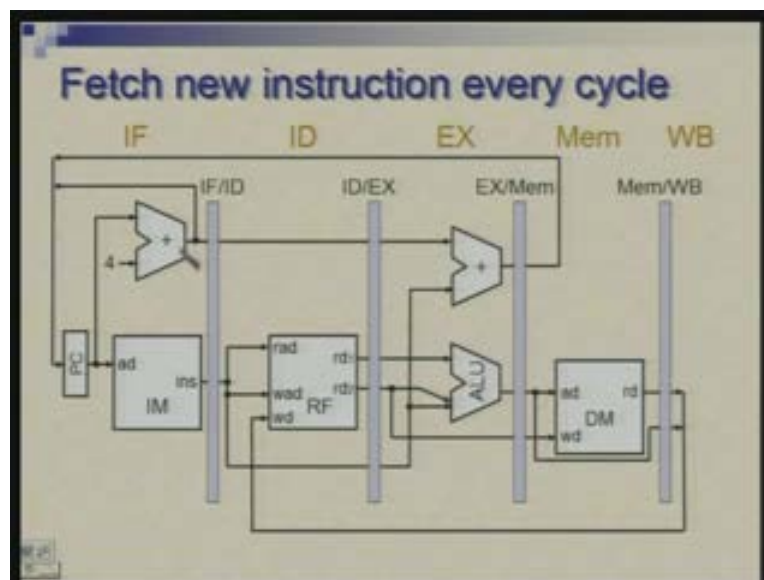 Fetch new instruction every cycle
IF ID EX Mem WB
IF/ID ID/EX EX/Mem Mem/WB
+
4
+
PC
ad
ins
IM
rad
wad
wd
rd1
rd2
RF
ALU
ad
rd
wd
DM